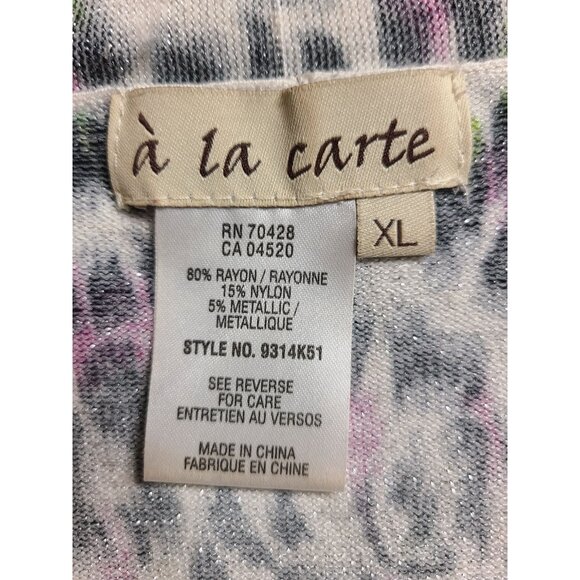 à la carte
XL
RN 70428
CA 04520
80% RAYON / RAYONNE
15% NYLON
5% METALLIC /
METALLIQUE
STYLE NO. 9314K51
SEE REVERSE
FOR CARE
ENTRETIEN AU VERSOS
MADE IN CHINA
FABRIQUE EN CHINE